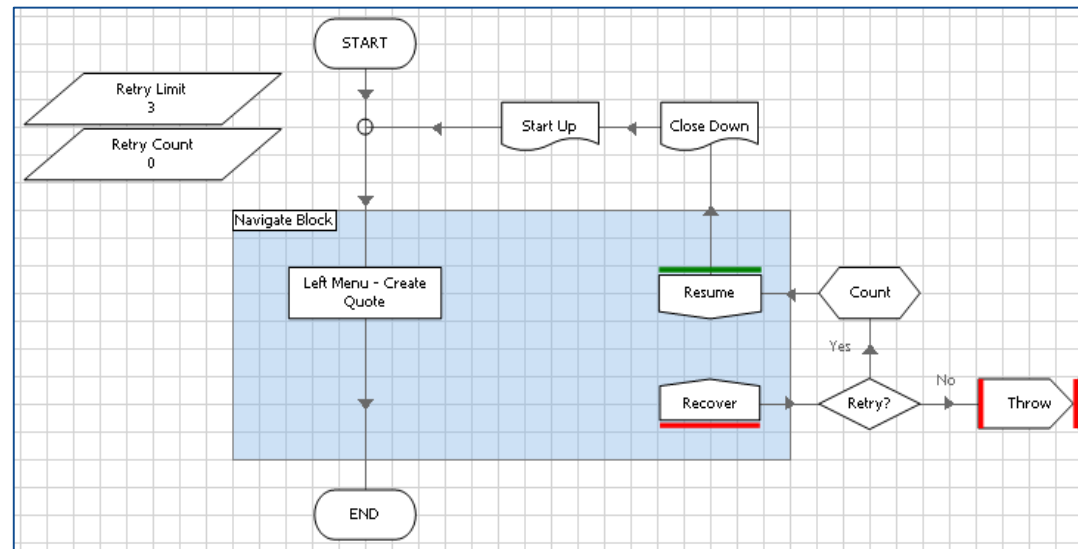 START
Retry Limit
3
Retry Count
0
Start Up
Close Down
Navigate Block
Left Menu - Create
Quote
Resume
Count
Yes
Recover
Retry?
No
Throw
END